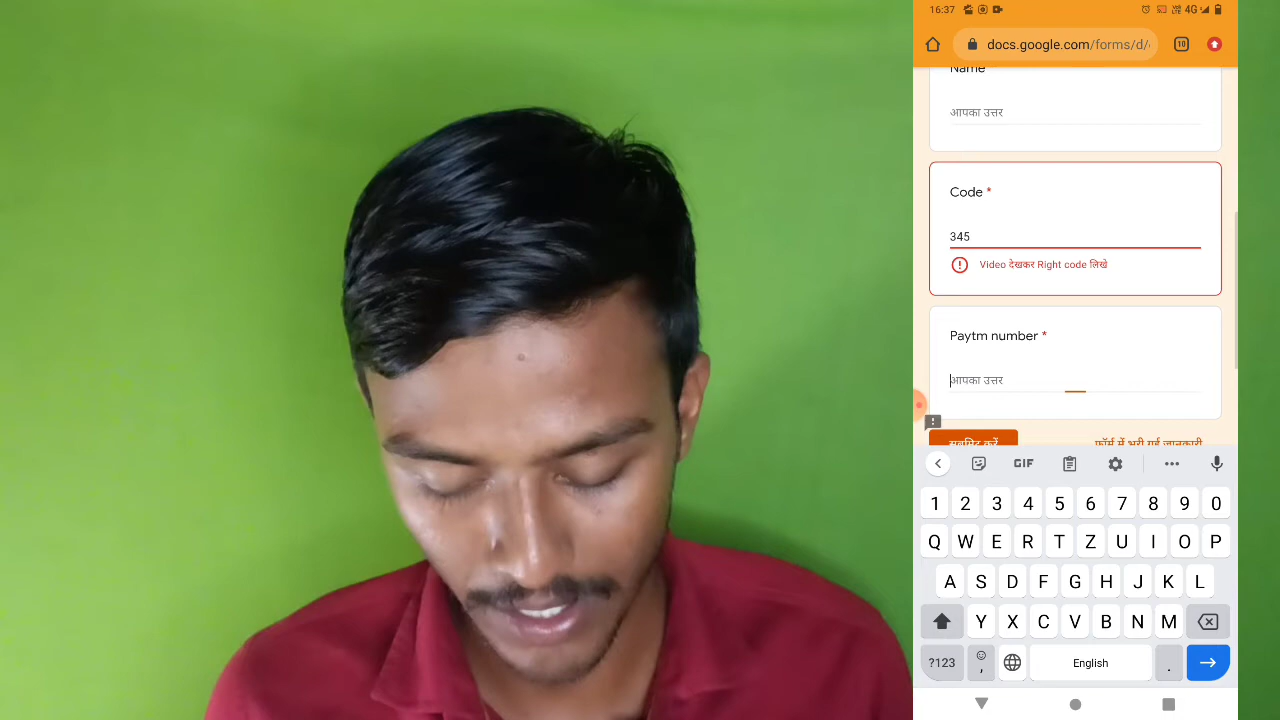 16:37
4G
docs.google.com/forms/d/
10
Name
आपका उत्तर
Code *
345
Video देखकर Right code लिखे
Paytm number *
आपका उत्तर
सबमिट करें
फ़ॉर्म में भरी गई जानकारी
GIF
1 2 3 4 5 6 7 8 9 0
Q W E R T Z U I O P
A S D F G H J K L
Y X C V B N M
?123 , English .